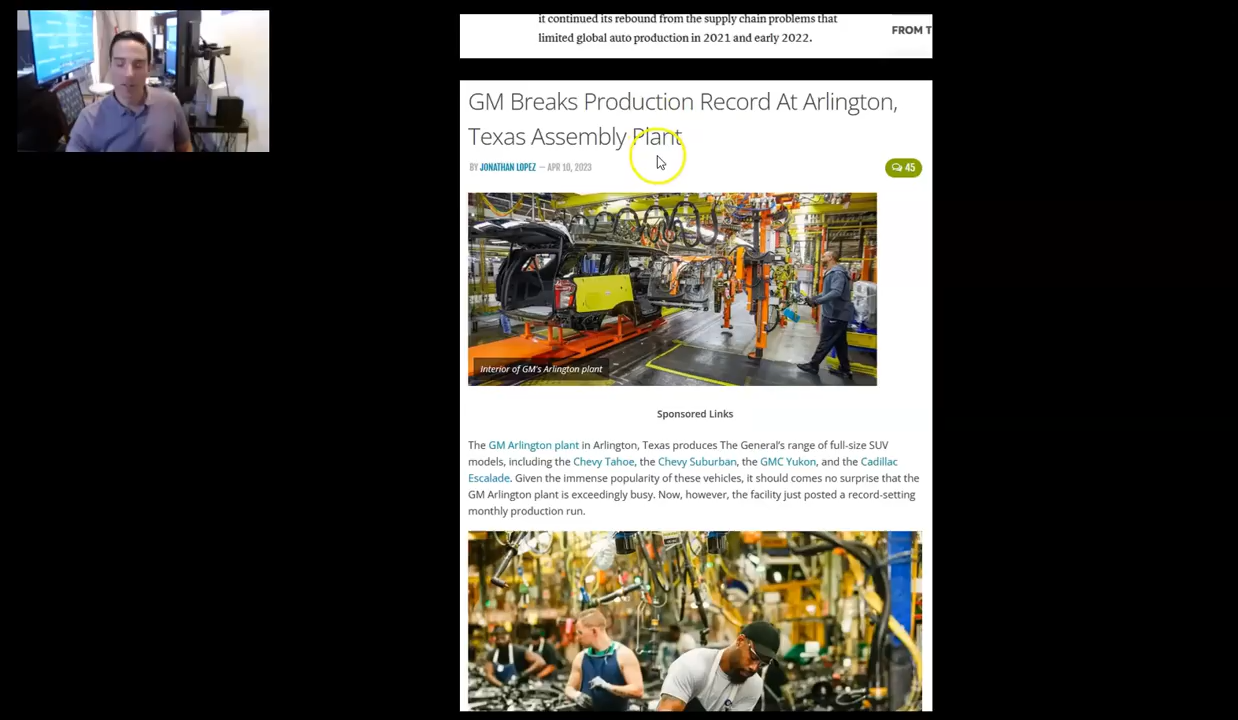 it continued its rebound from the supply chain problems that
limited global auto production in 2021 and early 2022.
FROM T
GM Breaks Production Record At Arlington,
Texas Assembly Plant
BY JONATHAN LOPEZ — APR 10, 2023
45
Interior of GM's Arlington plant
Sponsored Links
The GM Arlington plant in Arlington, Texas produces The General's range of full-size SUV
models, including the Chevy Tahoe, the Chevy Suburban, the GMC Yukon, and the Cadillac
Escalade. Given the immense popularity of these vehicles, it should comes no surprise that the
GM Arlington plant is exceedingly busy. Now, however, the facility just posted a record-setting
monthly production run.